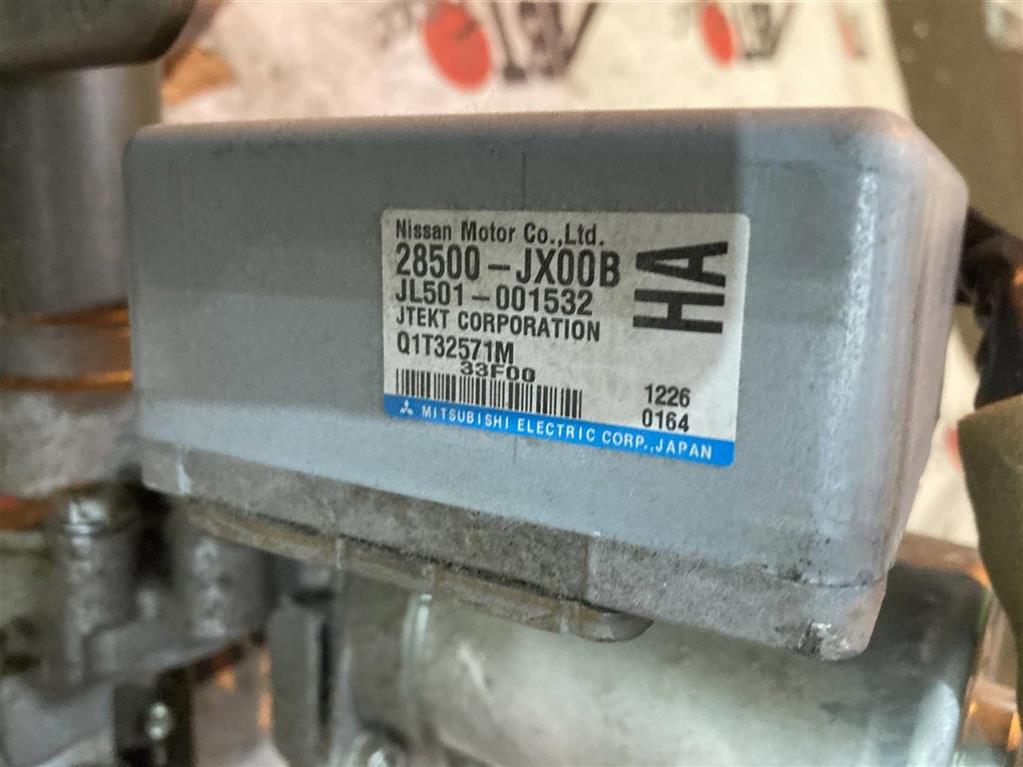 Nissan Motor Co.,Ltd.
28500-JX00B
HA
JL501-001532
JTEKT CORPORATION
Q1T32571M
33F00
1226
0164
MITSUBISHI ELECTRIC CORP.,JAPAN